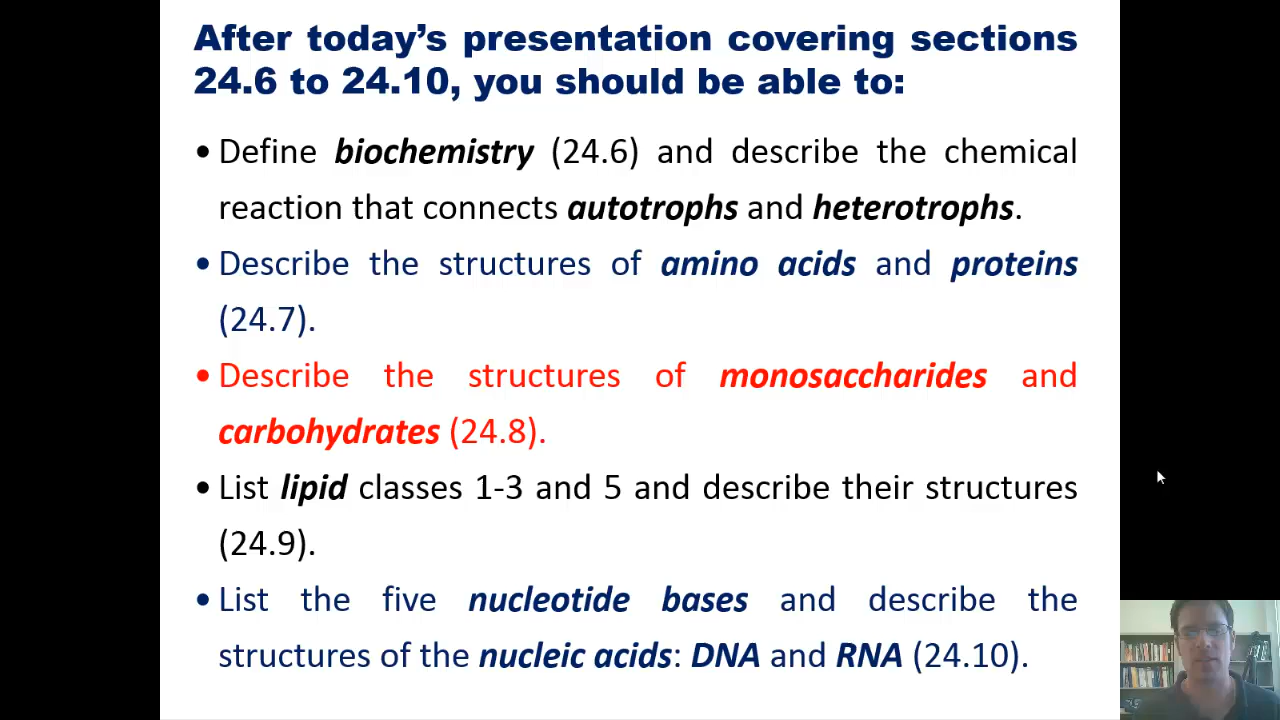 After today’s presentation covering sections
24.6 to 24.10, you should be able to:
•Define biochemistry (24.6) and describe the chemical
reaction that connects autotrophs and heterotrophs.
•Describe the structures of amino acids and proteins
(24.7).
•Describe the structures of monosaccharides and
carbohydrates (24.8).
•List lipid classes 1-3 and 5 and describe their structures
(24.9).
•List the five nucleotide bases and describe the
structures of the nucleic acids: DNA and RNA (24.10).